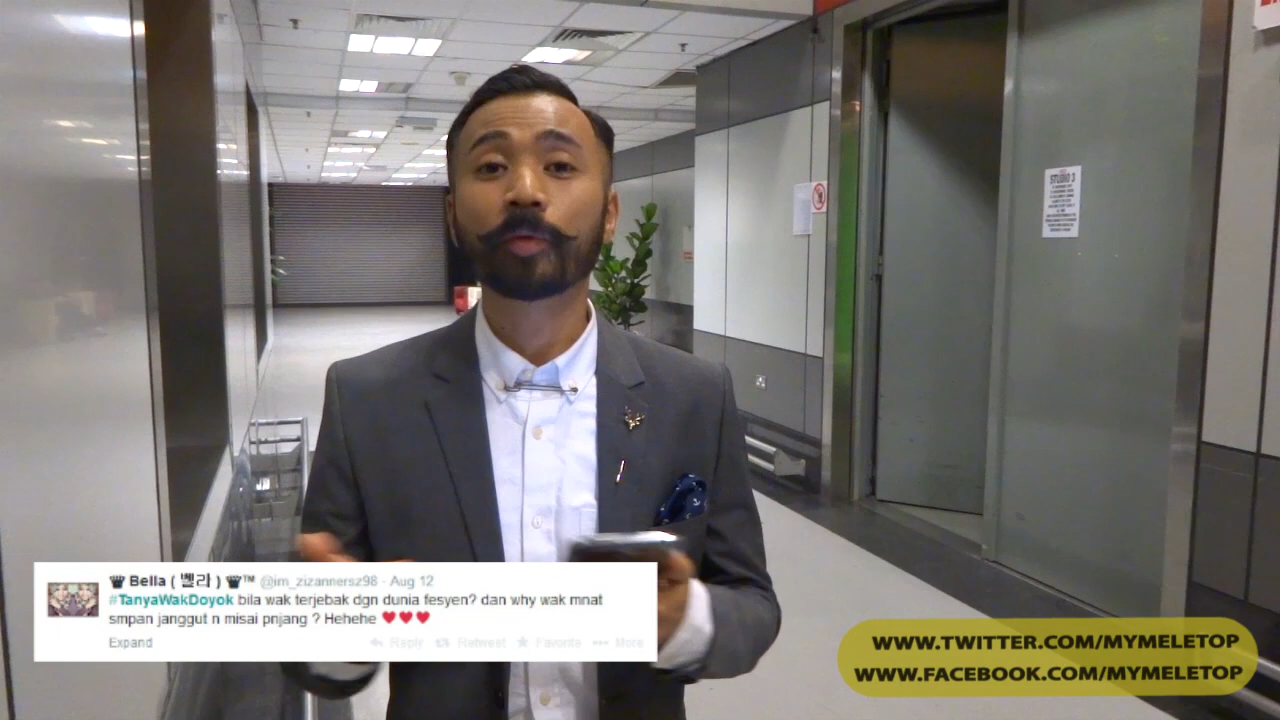 STUDIO 3
♛ Bella ( 벨라 ) ♛™ @im_zizannersz98 · Aug 12
#TanyaWakDoyok bila wak terjebak dgn dunia fesyen? dan why wak mnat
smpan janggut n misai pnjang ? Hehehe ♥♥♥
Expand
Reply Retweet Favorite More
WWW.TWITTER.COM/MYMELETOP
WWW.FACEBOOK.COM/MYMELETOP